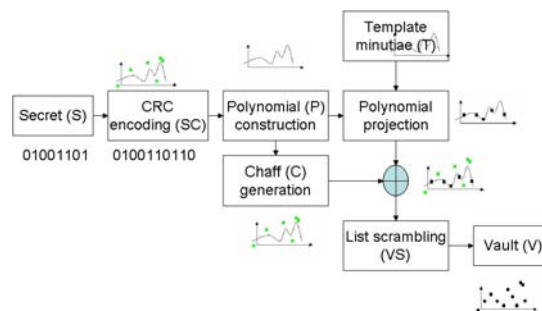 Template
minutiae (T)
Secret (S)
CRC
encoding (SC)
Polynomial (P)
construction
Polynomial
projection
01001101
0100110110
Chaff (C)
generation
List scrambling
(VS)
Vault (V)